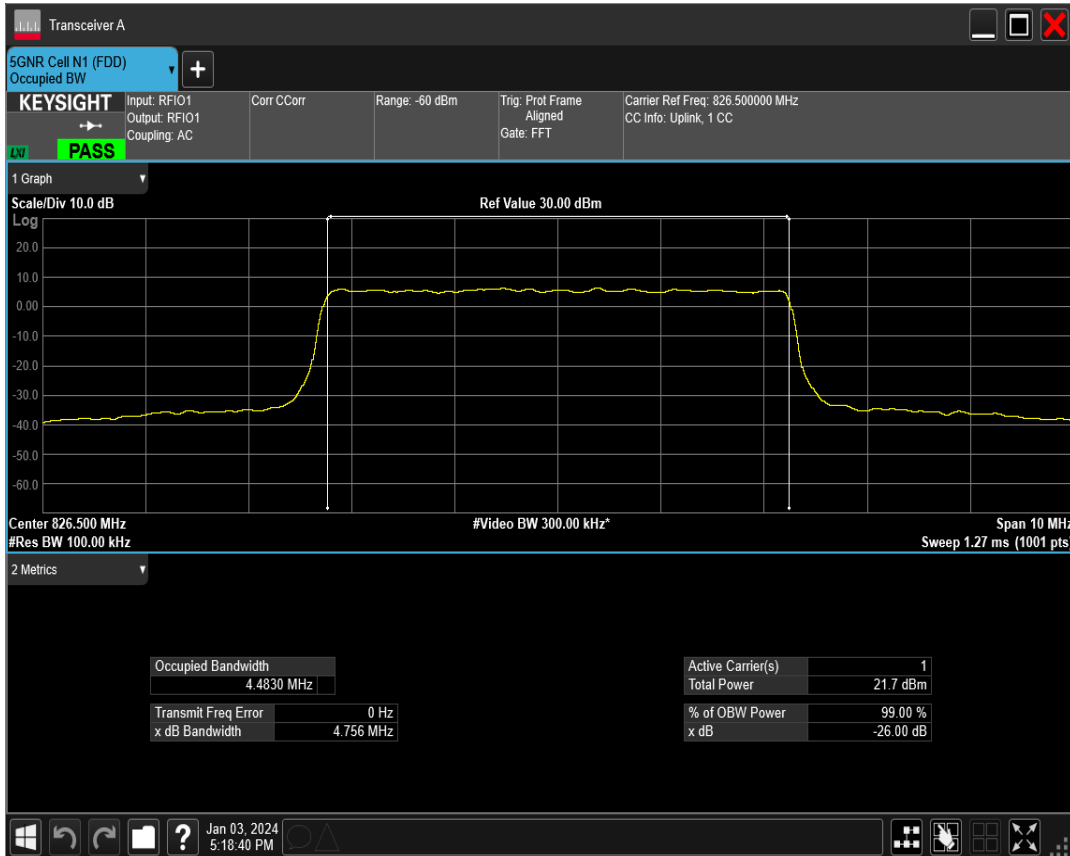 Transceiver A
5GNR Cell N1 (FDD)
Occupied BW
+
KEYSIGHT
LXI
PASS
Input: RFIO1
Output: RFIO1
Coupling: AC
Corr CCorr
Range: -60 dBm
Trig: Prot Frame
Aligned
Gate: FFT
Carrier Ref Freq: 826.500000 MHz
CC Info: Uplink, 1 CC
1 Graph
Scale/Div 10.0 dB
Ref Value 30.00 dBm
Log
20.0
10.0
0.00
-10.0
-20.0
-30.0
-40.0
-50.0
-60.0
Center 826.500 MHz
#Video BW 300.00 kHz*
Span 10 MHz
#Res BW 100.00 kHz
Sweep 1.27 ms (1001 pts)
2 Metrics
Occupied Bandwidth
4.4830 MHz
Transmit Freq Error 0 Hz
x dB Bandwidth 4.756 MHz
Active Carrier(s) 1
Total Power 21.7 dBm
% of OBW Power 99.00 %
x dB -26.00 dB
?
Jan 03, 2024
5:18:40 PM